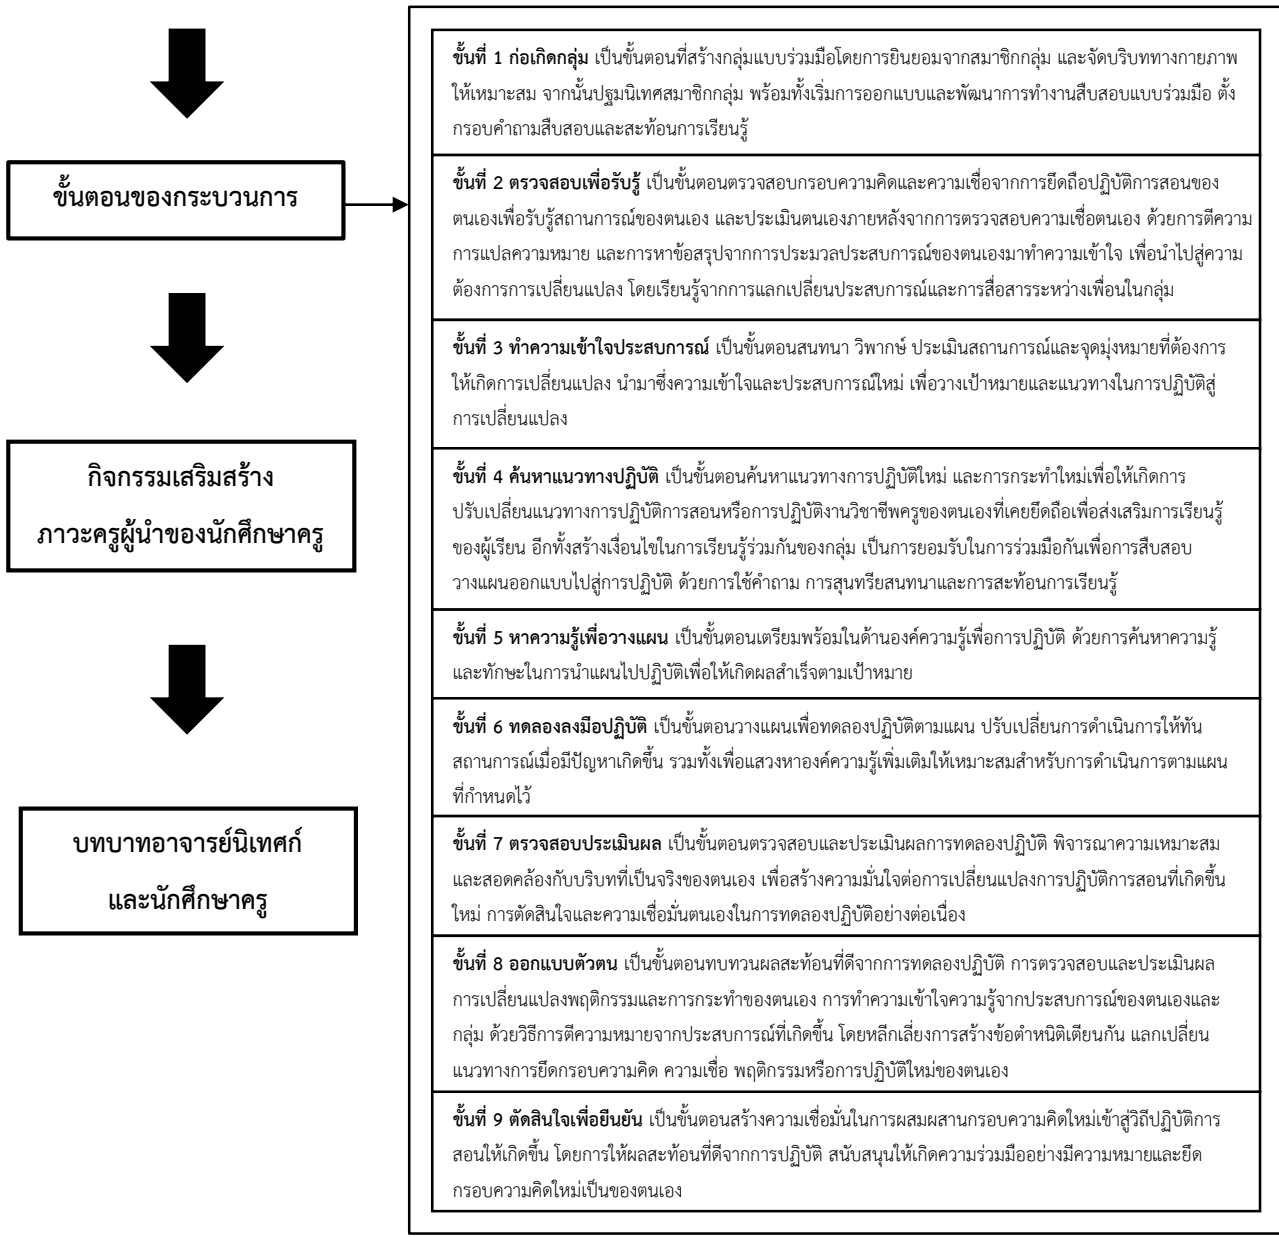 ขั้นตอนของกระบวนการ
กิจกรรมเสริมสร้าง
ภาวะครูผู้นำของนักศึกษาครู
บทบาทอาจารย์นิเทศก์
และนักศึกษาครู
ขั้นที่ 1 ก่อเกิดกลุ่ม เป็นขั้นตอนที่สร้างกลุ่มแบบร่วมมือโดยการยินยอมจากสมาชิกกลุ่ม และจัดบริบททางกายภาพ
ให้เหมาะสม จากนั้นปฐมนิเทศสมาชิกกลุ่ม พร้อมทั้งเริ่มการออกแบบและพัฒนาการทำงานสืบสอบแบบร่วมมือ ตั้ง
กรอบคำถามสืบสอบและสะท้อนการเรียนรู้
ขั้นที่ 2 ตรวจสอบเพื่อรับรู้ เป็นขั้นตอนตรวจสอบกรอบความคิดและความเชื่อจากการยึดถือปฏิบัติการสอนของ
ตนเองเพื่อรับรู้สถานการณ์ของตนเอง และประเมินตนเองภายหลังจากการตรวจสอบความเชื่อตนเอง ด้วยการตีความ
การแปลความหมาย และการหาข้อสรุปจากการประมวลประสบการณ์ของตนเองมาทำความเข้าใจ เพื่อนำไปสู่ความ
ต้องการการเปลี่ยนแปลง โดยเรียนรู้จากการแลกเปลี่ยนประสบการณ์และการสื่อสารระหว่างเพื่อนในกลุ่ม
ขั้นที่ 3 ทำความเข้าใจประสบการณ์ เป็นขั้นตอนสนทนา วิพากษ์ ประเมินสถานการณ์และจุดมุ่งหมายที่ต้องการ
ให้เกิดการเปลี่ยนแปลง นำมาซึ่งความเข้าใจและประสบการณ์ใหม่ เพื่อวางเป้าหมายและแนวทางในการปฏิบัติสู่
การเปลี่ยนแปลง
ขั้นที่ 4 ค้นหาแนวทางปฏิบัติ เป็นขั้นตอนค้นหาแนวทางการปฏิบัติใหม่ และการกระทำใหม่เพื่อให้เกิดการ
ปรับเปลี่ยนแนวทางการปฏิบัติการสอนหรือการปฏิบัติงานวิชาชีพครูของตนเองที่เคยยึดถือเพื่อส่งเสริมการเรียนรู้
ของผู้เรียน อีกทั้งสร้างเงื่อนไขในการเรียนรู้ร่วมกันของกลุ่ม เป็นการยอมรับในการร่วมมือกันเพื่อการสืบสอบ
วางแผนออกแบบไปสู่การปฏิบัติ ด้วยการใช้คำถาม การสุนทรียสนทนาและการสะท้อนการเรียนรู้
ขั้นที่ 5 หาความรู้เพื่อวางแผน เป็นขั้นตอนเตรียมพร้อมในด้านองค์ความรู้เพื่อการปฏิบัติ ด้วยการค้นหาความรู้
และทักษะในการนำแผนไปปฏิบัติเพื่อให้เกิดผลสำเร็จตามเป้าหมาย
ขั้นที่ 6 ทดลองลงมือปฏิบัติ เป็นขั้นตอนวางแผนเพื่อทดลองปฏิบัติตามแผน ปรับเปลี่ยนการดำเนินการให้ทัน
สถานการณ์เมื่อมีปัญหาเกิดขึ้น รวมทั้งเพื่อแสวงหาองค์ความรู้เพิ่มเติมให้เหมาะสมสำหรับการดำเนินการตามแผน
ที่กำหนดไว้
ขั้นที่ 7 ตรวจสอบประเมินผล เป็นขั้นตอนตรวจสอบและประเมินผลการทดลองปฏิบัติ พิจารณาความเหมาะสม
และสอดคล้องกับบริบทที่เป็นจริงของตนเอง เพื่อสร้างความมั่นใจต่อการเปลี่ยนแปลงการปฏิบัติการสอนที่เกิดขึ้น
ใหม่ การตัดสินใจและความเชื่อมั่นตนเองในการทดลองปฏิบัติอย่างต่อเนื่อง
ขั้นที่ 8 ออกแบบตัวตน เป็นขั้นตอนทบทวนผลสะท้อนที่ดีจากการทดลองปฏิบัติ การตรวจสอบและประเมินผล
การเปลี่ยนแปลงพฤติกรรมและการกระทำของตนเอง การทำความเข้าใจความรู้จากประสบการณ์ของตนเองและ
กลุ่ม ด้วยวิธีการตีความหมายจากประสบการณ์ที่เกิดขึ้น โดยหลีกเลี่ยงการสร้างข้อตำหนิติเตียนกัน แลกเปลี่ยน
แนวทางการยึดกรอบความคิด ความเชื่อ พฤติกรรมหรือการปฏิบัติใหม่ของตนเอง
ขั้นที่ 9 ตัดสินใจเพื่อยืนยัน เป็นขั้นตอนสร้างความเชื่อมั่นในการผสมผสานกรอบความคิดใหม่เข้าสู่วิถีปฏิบัติการ
สอนให้เกิดขึ้น โดยการให้ผลสะท้อนที่ดีจากการปฏิบัติ สนับสนุนให้เกิดความร่วมมืออย่างมีความหมายและยึด
กรอบความคิดใหม่เป็นของตนเอง